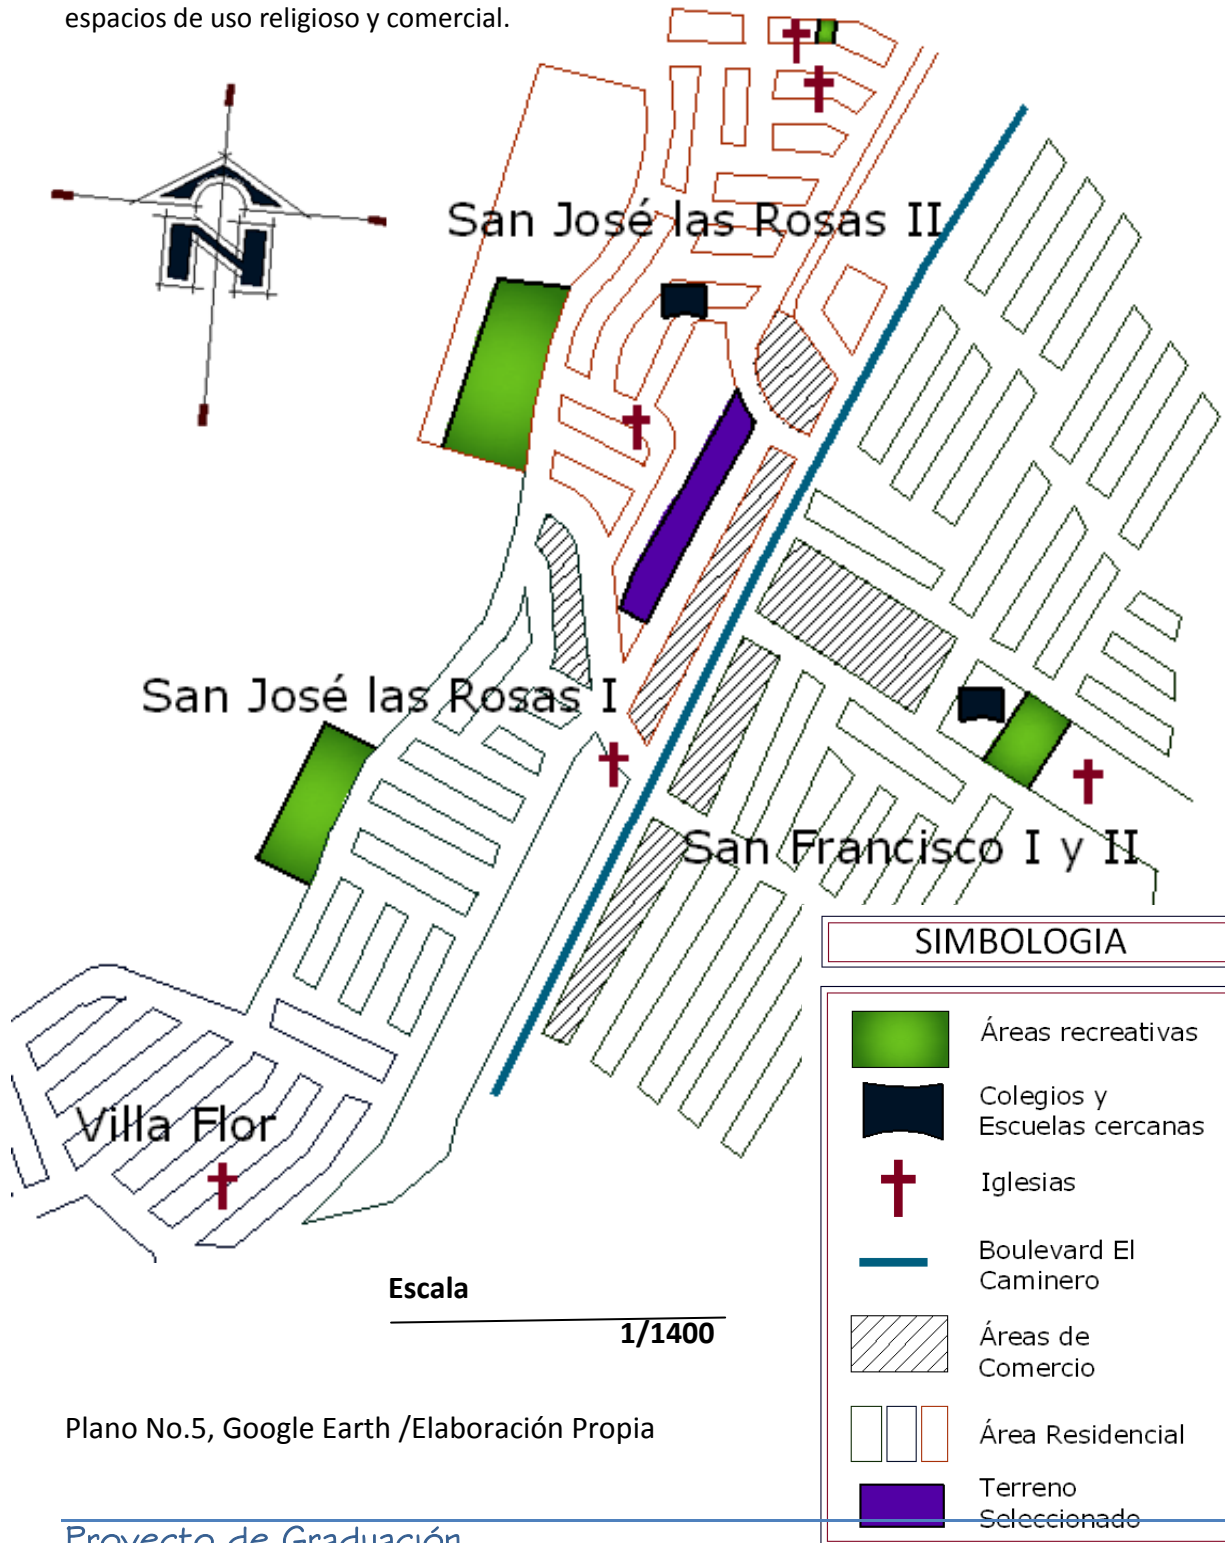 espacios de uso religioso y comercial.
N
San José las Rosas II
San José las Rosas I
San Francisco I y II
Villa Flor
SIMBOLOGIA
Áreas recreativas
Colegios y
Escuelas cercanas
Iglesias
Boulevard El
Caminero
Áreas de
Comercio
Área Residencial
Terreno
Seleccionado
Escala
1/1400
Plano No.5, Google Earth /Elaboración Propia
Proyecto de Graduación